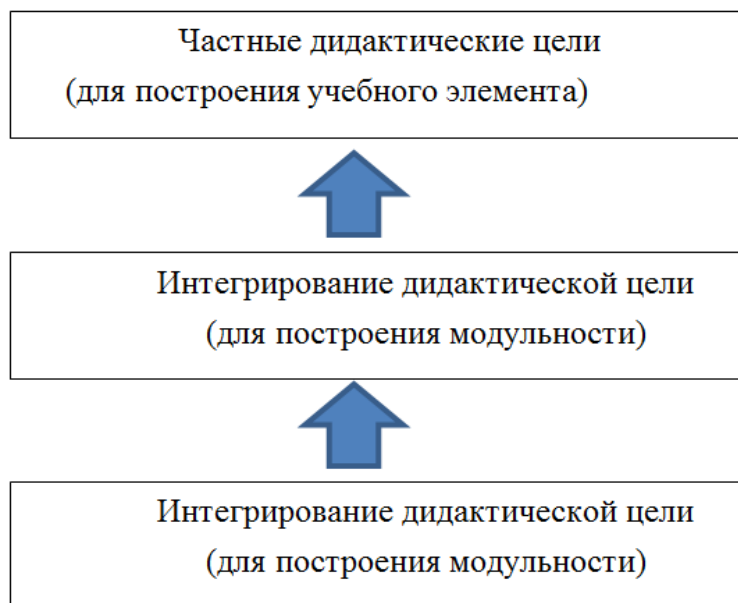 Частные дидактические цели
(для построения учебного элемента)
Интегрирование дидактической цели
(для построения модульности)
Интегрирование дидактической цели
(для построения модульности)